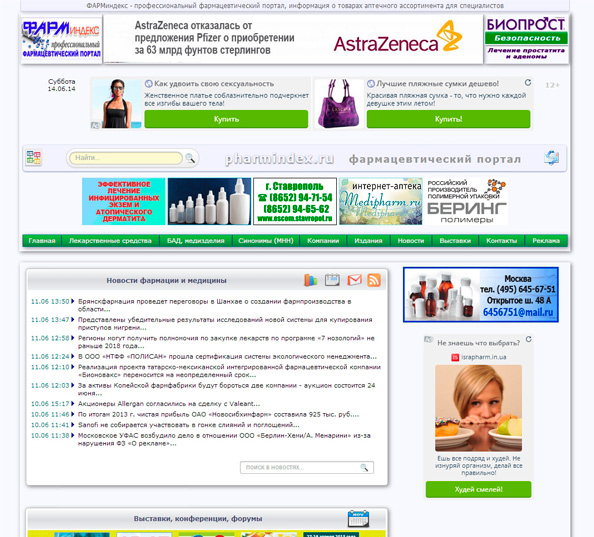 ФАРМиндекс - профессиональный фармацевтический портал, информация о товарах аптечного ассортимента для специалистов
ФАРМиндекс
профессиональный
ФАРМАЦЕВТИЧЕСКИЙ ПОРТАЛ
AstraZeneca отказалась от
предложения Pfizer о приобретении
за 63 млрд фунтов стерлингов
AstraZeneca
БИОПРОСТ
Безопасность
Лечение простатита
и аденомы
Суббота
14.06.14
Как удвоить свою сексуальность
Женственное платье соблазнительно подчеркнет
все изгибы вашего тела!
Купить
Лучшие пляжные сумки дешево!
Красивая пляжная сумка - то, что нужно каждой
девушке этим летом!
Купить!
12+
Найти...
pharmindex.ru фармацевтический портал
ЭФФЕКТИВНОЕ
ЛЕЧЕНИЕ
ИНФИЦИРОВАННЫХ
ЭКЗЕМ И
АТОПИЧЕСКОГО
ДЕРМАТИТА
г. Ставрополь
(8652) 94-71-54
(8652) 94-65-62
www.escom.stavropol.ru
интернет-аптека
Medipharm.ru
РОССИЙСКИЙ
ПРОИЗВОДИТЕЛЬ
ПОЛИМЕРНОЙ УПАКОВКИ
БЕРИНГ
полимеры
Главная Лекарственные средства БАД, медизделия Синонимы (МНН) Компании Издания Новости Выставки Контакты Реклама
Новости фармации и медицины
11.06 13:50 Брянскфармация проведет переговоры в Шанхае о создании фармпроизводства в
области...
11.06 13:47 Представлены убедительные результаты исследований новой системы для купирования
приступов мигрени...
11.06 12:58 Регионы могут получить полномочия по закупке лекарств по программе «7 нозологий» не
раньше 2018 года...
11.06 12:24 В ООО «НТФФ «ПОЛИСАН» прошла сертификация системы экологического менеджмента...
11.06 12:10 Реализация проекта татарско-мексиканской интегрированной фармацевтической компании
«Биономакс» переносится на неопределенный срок...
11.06 12:03 За активы Копейской фармфабрики будут бороться две компании - аукцион состоится 24
июня...
10.06 15:17 Акционеры Allergan согласились на сделку с Valeant...
10.06 11:46 По итогам 2013 г. чистая прибыль ОАО «Новосибхимфарм» составила 925 тыс. руб....
10.06 11:41 Sanofi не собирается участвовать в гонке слияний и поглощений...
10.06 11:38 Московское УФАС возбудило дело в отношении ООО «Берлин-Хеми/А. Менарини» из-за
нарушения ФЗ «О рекламе»...
поиск в новостях...
Выставки, конференции, форумы
Москва
тел. (495) 645-67-51
Открытое ш. 48 А
6456751@mail.ru
Не знаешь что выбрать?
israpharm.in.ua
Ешь все подряд и худей. Не
изнуряй организм, делай все
правильно!
Худей смелей!